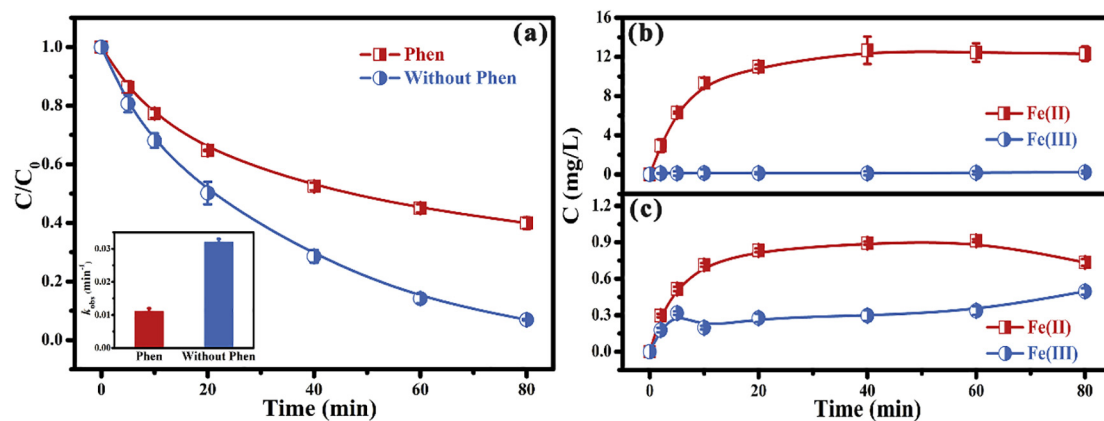 (a)
Phen
Without Phen
C/C0
1.0
0.8
0.6
0.4
0.2
0.0
kobs (min-1)
0.03
0.02
0.01
0.00
Phen
Without Phen
0
20
40
60
80
Time (min)
(b)
16
12
8
4
0
Fe(II)
Fe(III)
C (mg/L)
(c)
1.2
0.9
0.6
0.3
0.0
Fe(II)
Fe(III)
0
20
40
60
80
Time (min)